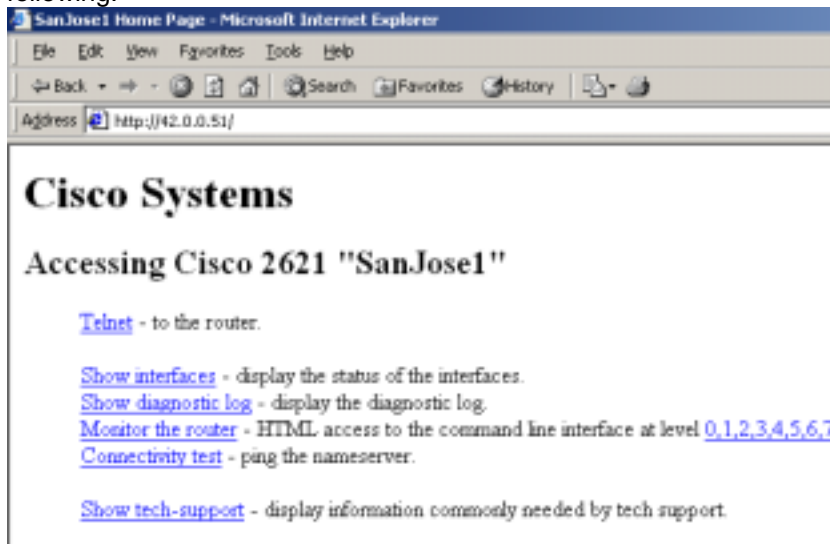 following.
SanJose1 Home Page - Microsoft Internet Explorer
File Edit View Favorites Tools Help
Back Search Favorites History
Address http://42.0.0.51/
Cisco Systems
Accessing Cisco 2621 "SanJose1"
Telnet - to the router.
Show interfaces - display the status of the interfaces.
Show diagnostic log - display the diagnostic log.
Monitor the router - HTML access to the command line interface at level 0,1,2,3,4,5,6,7
Connectivity test - ping the nameserver.
Show tech-support - display information commonly needed by tech support.